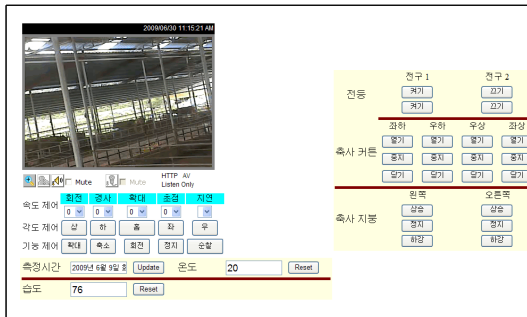 2009/06/30 11:15:21 AM
Mute Mute HTTP AV
Listen Only
회전 경사 확대 초점 지연
속도 제어 0 0 0 0
각도 제어 상 하 홈 좌 우
기능 제어 확대 축소 회전 정지 순찰
측정시간 2009년 6월 9일 Update 온도 20 Reset
습도 76 Reset
전구 1 전구 2
전등 켜기 끄기
켜기 끄기
좌하 우하 우상 좌상
열기 열기 열기 열기
축사 커튼 중지 중지 중지 중지
닫기 닫기 닫기 닫기
왼쪽 오른쪽
상승 상승
축사 지붕 정지 정지
하강 하강